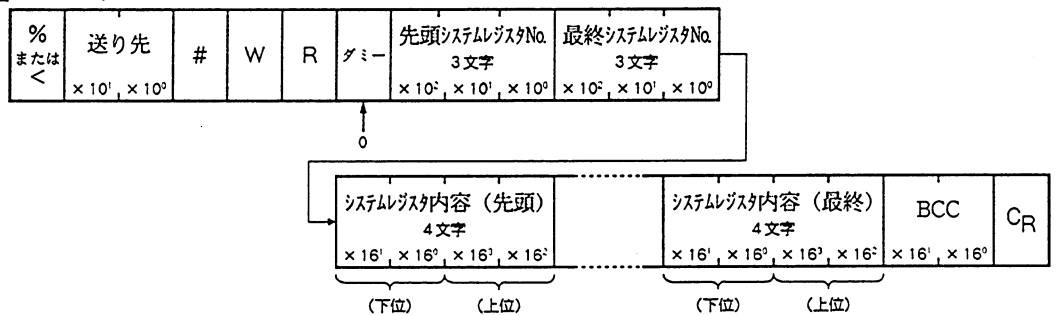 %
または
<
送り先
× 10¹ × 10⁰
#
W
R
ダミー
0
先頭システムレジスタNo.
3文字
× 10² × 10¹ × 10⁰
最終システムレジスタNo.
3文字
× 10² × 10¹ × 10⁰
システムレジスタ内容（先頭）
4文字
× 16¹ × 16⁰ × 16³ × 16²
(下位) (上位)
システムレジスタ内容（最終）
4文字
× 16¹ × 16⁰ × 16³ × 16²
(下位) (上位)
BCC
× 16¹ × 16⁰
CR